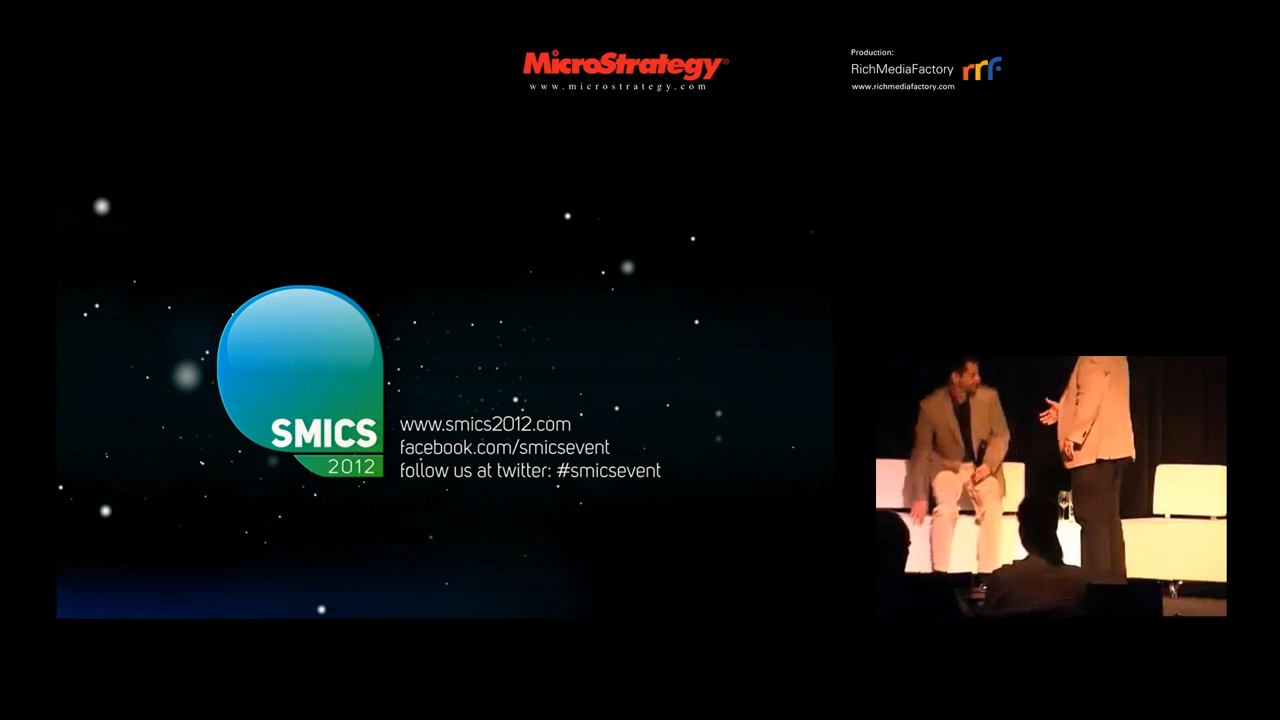 MicroStrategy®
www.microstrategy.com
Production:
RichMediaFactory rrf
www.richmediafactory.com
SMICS
2012
www.smics2012.com
facebook.com/smicsevent
follow us at twitter: #smicsevent